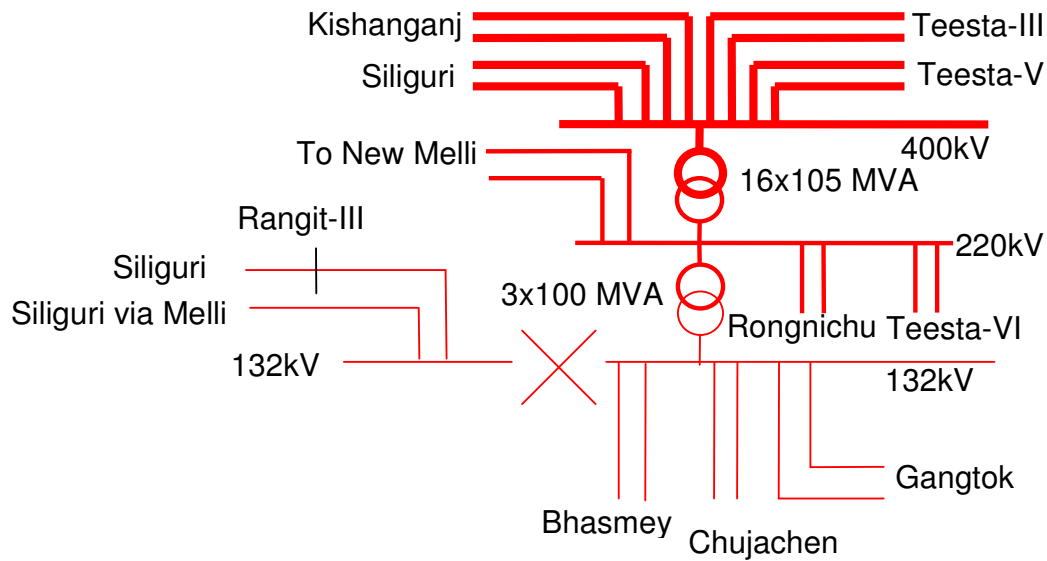 Kishanganj
Teesta-III
Siliguri
Teesta-V
400kV
To New Melli
16x105 MVA
Rangit-III
220kV
Siliguri
3x100 MVA
Siliguri via Melli
Rongnichu
Teesta-VI
132kV
132kV
Gangtok
Bhasmey
Chujachen